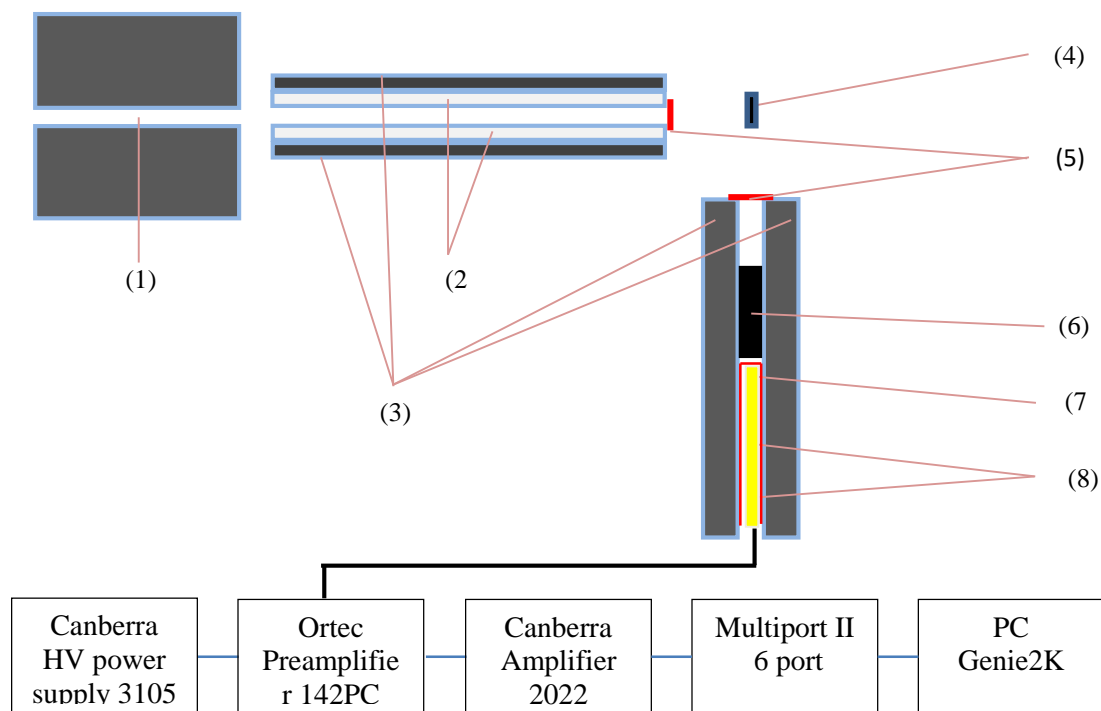 (4)
(5)
(1)
(2)
(6)
(3)
(7)
(8)
Canberra
HV power
supply 3105
Ortec
Preamplifie
r 142PC
Canberra
Amplifier
2022
Multiport II
6 port
PC
Genie2K